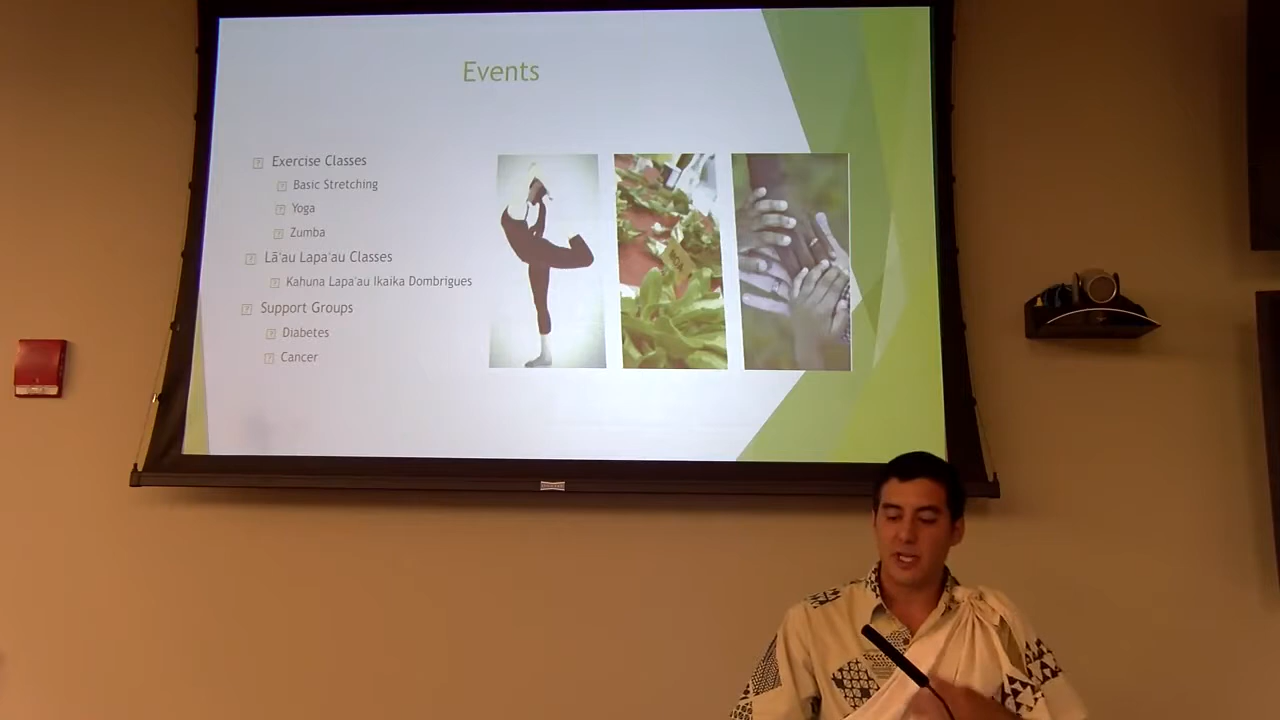 Events
Exercise Classes
Basic Stretching
Yoga
Zumba
Lā'au Lapa'au Classes
Kahuna Lapa'au Ikaika Dombrigues
Support Groups
Diabetes
Cancer
NOA